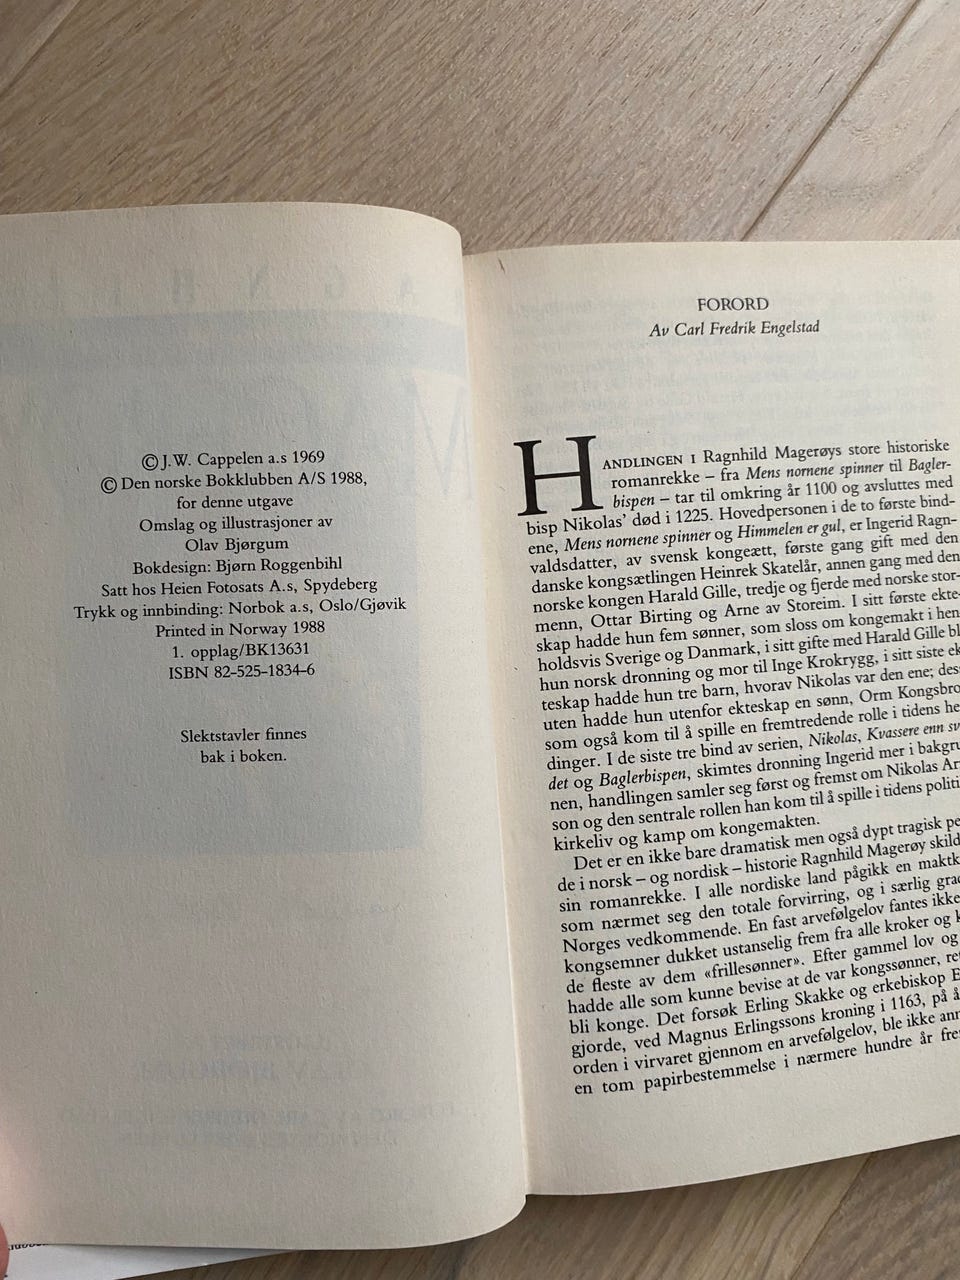 © J.W. Cappelen a.s 1969
© Den norske Bokklubben A/S 1988,
for denne utgave
Omslag og illustrasjoner av
Olav Bjørgum
Bokdesign: Bjørn Roggenbihl
Satt hos Heien Fotosats A.s, Spydeberg
Trykk og innbinding: Norbok a.s, Oslo/Gjøvik
Printed in Norway 1988
1. opplag/BK13631
ISBN 82-525-1834-6
Slektstavler finnes
bak i boken.
FORORD
Av Carl Fredrik Engelstad
HANDLINGEN I Ragnhild Magerøys store historiske
romanrekke – fra Mens nornene spinner til Bagler-
bispen – tar til omkring år 1100 og avsluttes med
bisp Nikolas' død i 1225. Hovedpersonen i de to første bind-
ene, Mens nornene spinner og Himmelen er gul, er Ingerid Ragn-
valdsdatter, av svensk kongeætt, første gang gift med den
danske kongsætlingen Heinrek Skatelår, annen gang med den
norske kongen Harald Gille, tredje og fjerde med norske stor-
menn, Ottar Birting og Arne av Storeim. I sitt første ekte-
skap hadde hun fem sønner, som sloss om kongemakt i hen-
holdsvis Sverige og Danmark, i sitt gifte med Harald Gille bl
hun norsk dronning og mor til Inge Krokrygg, i sitt siste ek
teskap hadde hun tre barn, hvorav Nikolas var den ene; des
uten hadde hun utenfor ekteskap en sønn, Orm Kongsbro
som også kom til å spille en fremtredende rolle i tidens he
dinger. I de siste tre bind av serien, Nikolas, Kvassere enn sv
det og Baglerbispen, skimtes dronning Ingerid mer i bakgru
nen, handlingen samler seg først og fremst om Nikolas Ar
son og den sentrale rollen han kom til å spille i tidens politi
kirkeliv og kamp om kongemakten.
Det er en ikke bare dramatisk men også dypt tragisk pe
de i norsk – og nordisk – historie Ragnhild Magerøy skild
sin romanrekke. I alle nordiske land pågikk en maktk
som nærmet seg den totale forvirring, og i særlig grad
Norges vedkommende. En fast arvefølgelov fantes ikke
kongsemner dukket ustanselig frem fra alle kroker og k
de fleste av dem «frillesønner». Efter gammel lov og
hadde alle som kunne bevise at de var kongssønner, ret
bli konge. Det forsøk Erling Skakke og erkebiskop E
gjorde, ved Magnus Erlingssons kroning i 1163, på å
orden i virvaret gjennom en arvefølgelov, ble ikke ann
en tom papirbestemmelse i nærmere hundre år fre